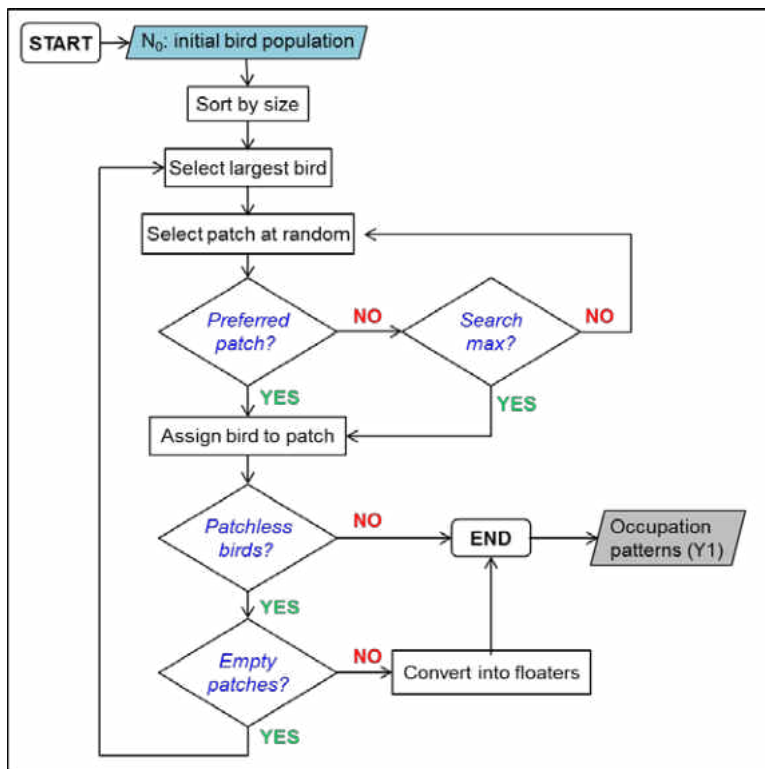 START
N₀: initial bird population
Sort by size
Select largest bird
Select patch at random
Preferred
patch?
NO
Search
max?
NO
YES
YES
Assign bird to patch
Patchless
birds?
NO
END
Occupation
patterns (Y1)
YES
Empty
patches?
NO
Convert into floaters
YES